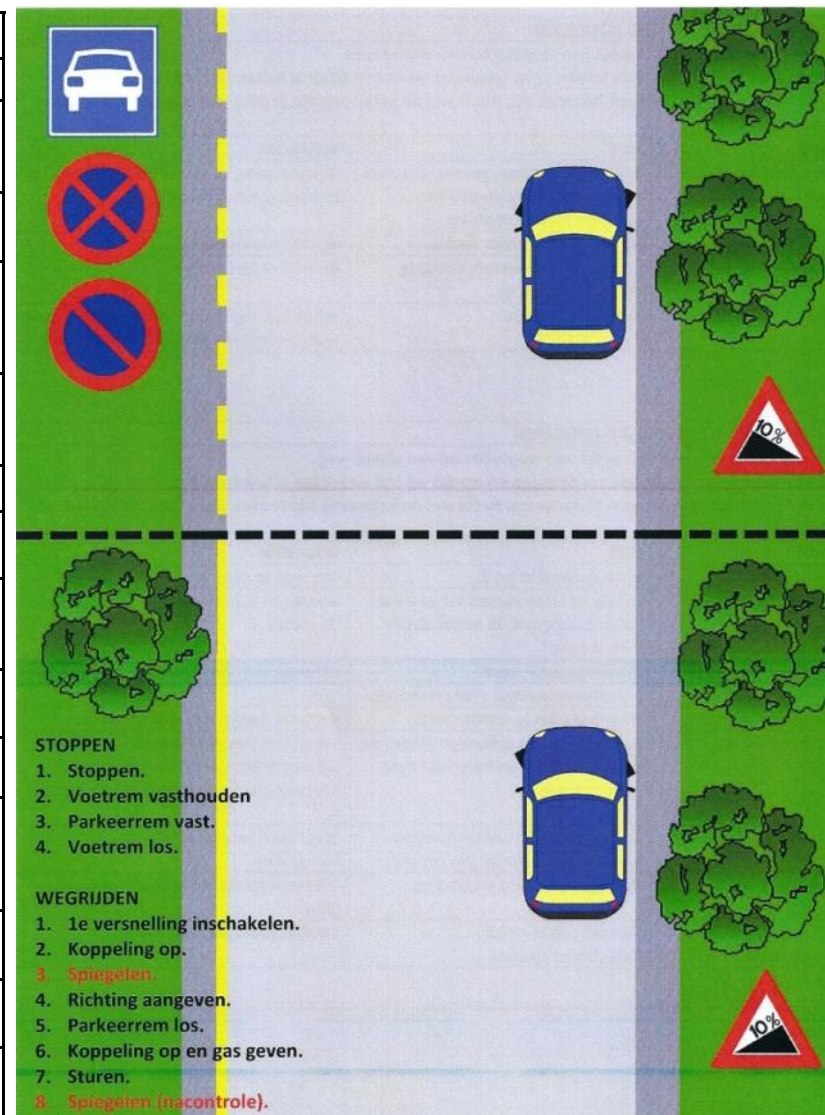 10%
STOPPEN
1. Stoppen.
2. Voetrem vasthouden
3. Parkeerrem vast.
4. Voetrem los.
WEGRIJDEN
1. 1e versnelling inschakelen.
2. Koppeling op.
3. Spiegelen.
4. Richting aangeven.
5. Parkeerrem los.
6. Koppeling op en gas geven.
7. Sturen.
8. Spiegelen (nacontrole).
10%